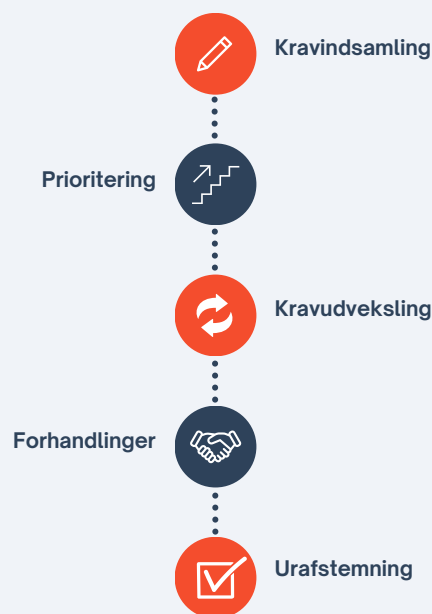 Kravindsamling
Prioritering
Kravudveksling
Forhandlinger
Urafstemning